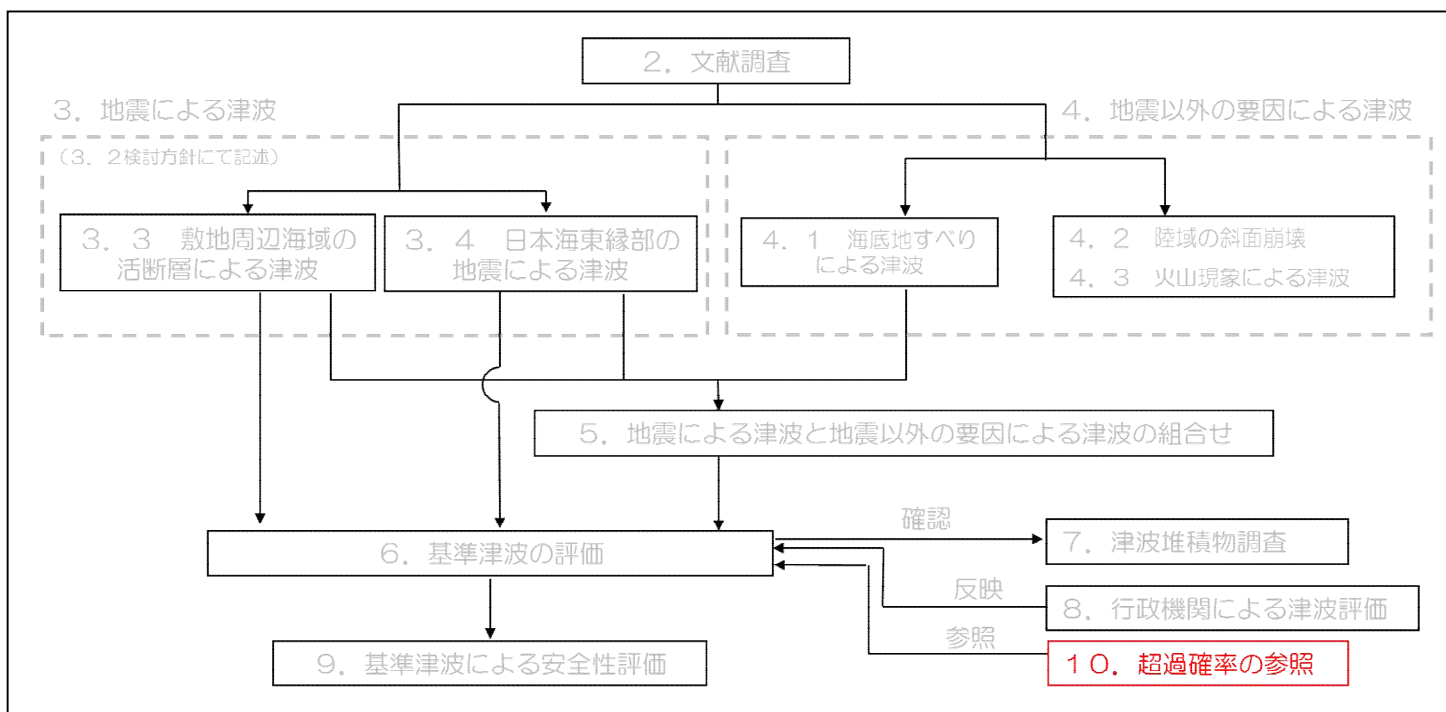 2．文献調査
3．地震による津波
4．地震以外の要因による津波
(3．2検討方針にて記述)
3．3　敷地周辺海域の
活断層による津波
3．4　日本海東縁部の
地震による津波
4．1　海底地すべり
による津波
4．2　陸域の斜面崩壊
4．3　火山現象による津波
5．地震による津波と地震以外の要因による津波の組合せ
確認
6．基準津波の評価
7．津波堆積物調査
反映
8．行政機関による津波評価
参照
9．基準津波による安全性評価
10．超過確率の参照